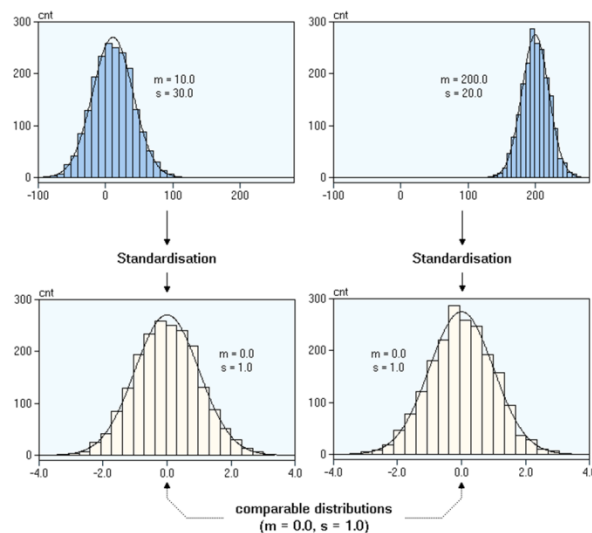 300 cnt 300 cnt
200 m = 10.0 200 m = 200.0
s = 30.0 s = 20.0
100 100
0 0
-100 0 100 200 -100 0 100 200
Standardisation Standardisation
300 cnt 300 cnt
200 m = 0.0 200 m = 0.0
s = 1.0 s = 1.0
100 100
0 0
-4.0 -2.0 0.0 2.0 4.0 -4.0 -2.0 0.0 2.0 4.0
comparable distributions
(m = 0.0, s = 1.0)